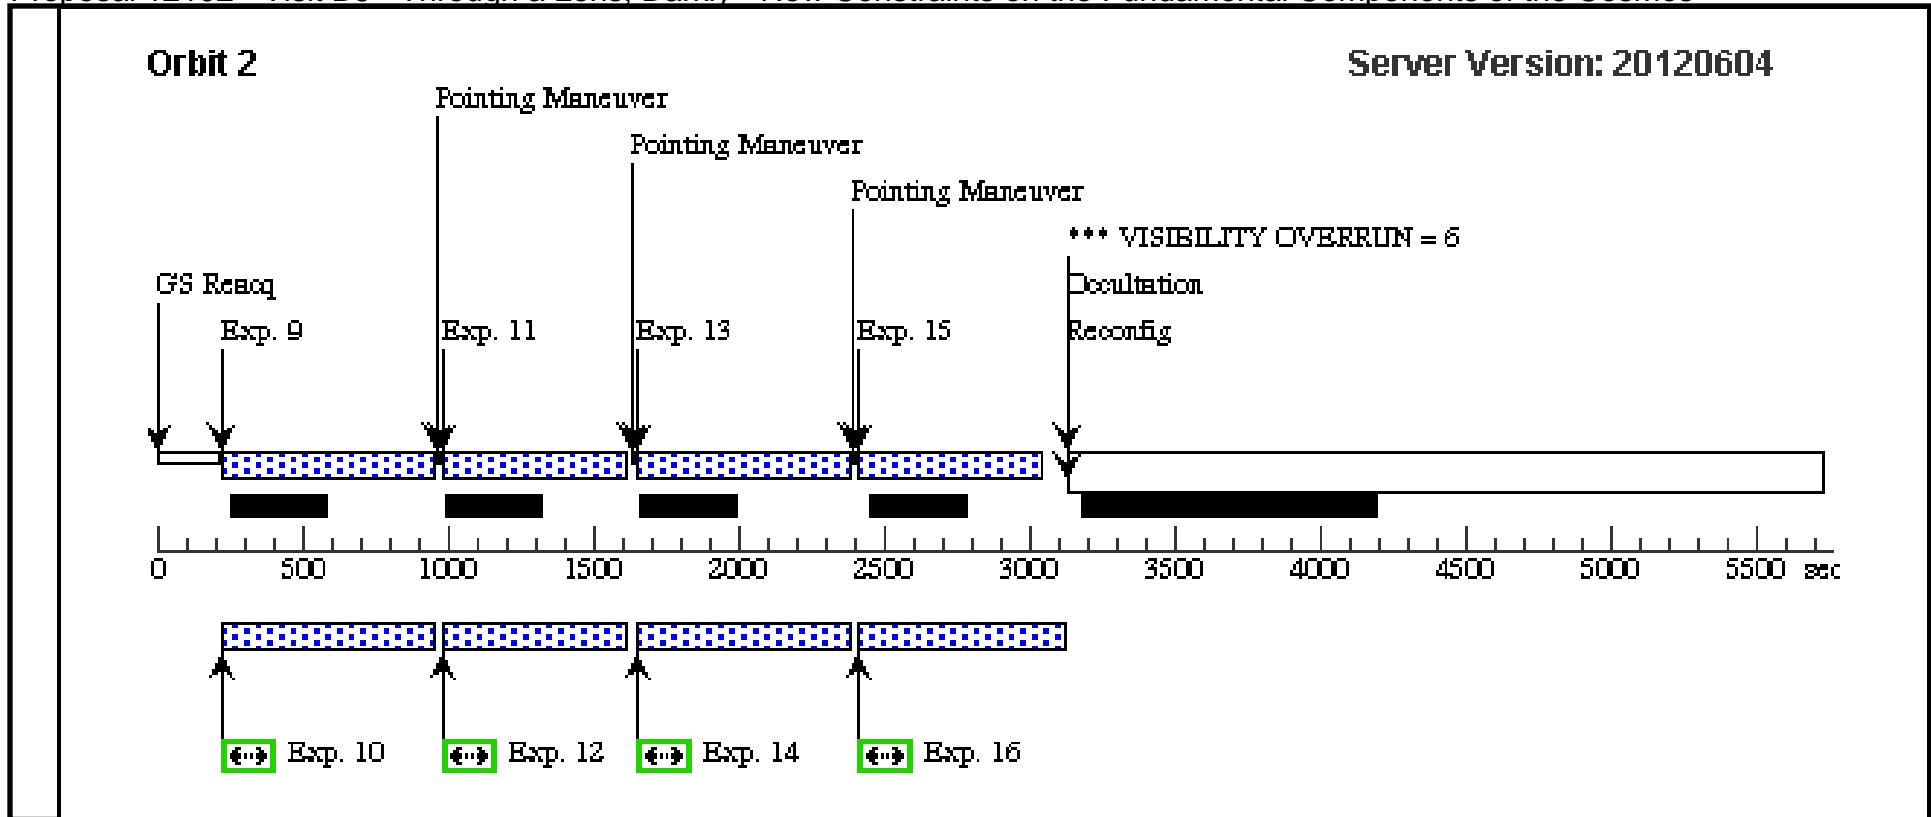 Orbit 2
Server Version: 20120604
Pointing Maneuver
Pointing Maneuver
Pointing Maneuver
*** VISIBILITY OVERRUN = 6
GS Reacq
Occultation
Exp. 9
Exp. 11
Exp. 13
Exp. 15
Reconfig
0 500 1000 1500 2000 2500 3000 3500 4000 4500 5000 5500 sec
Exp. 10
Exp. 12
Exp. 14
Exp. 16